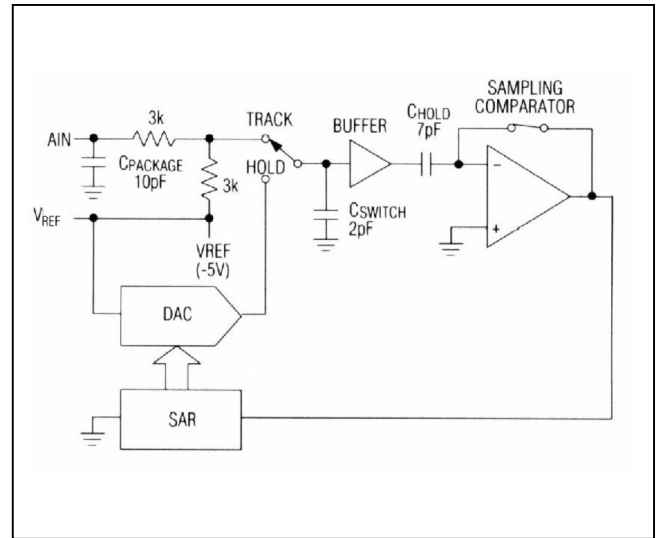 SAMPLING
COMPARATOR
3k
TRACK
CHOLD
7pF
BUFFER
AIN
CPACKAGE
10pF
HOLD
3k
CSWITCH
2pF
VREF
VREF
(-5V)
DAC
SAR
−
+